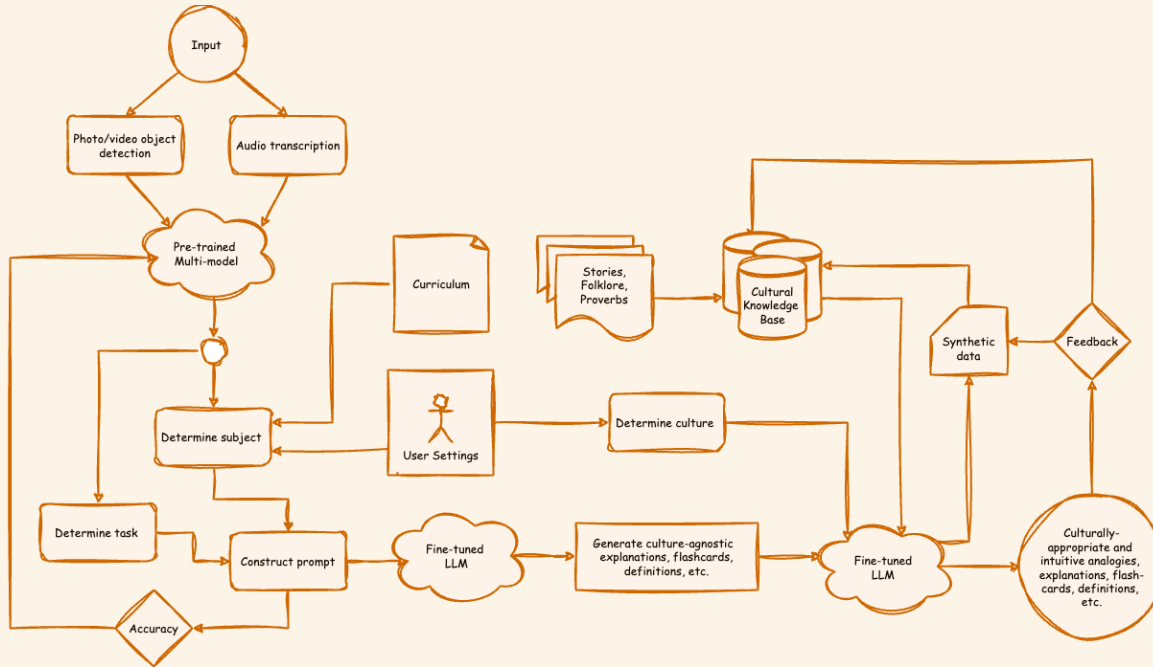 Input
Photo/video object
detection
Audio transcription
Pre-trained
Multi-model
Curriculum
Stories,
Folklore,
Proverbs
Cultural
Knowledge
Base
Synthetic
data
Feedback
Determine subject
User Settings
Determine culture
Determine task
Construct prompt
Fine-tuned
LLM
Generate culture-agnostic
explanations, flashcards,
definitions, etc.
Fine-tuned
LLM
Culturally-
appropriate and
intuitive analogies,
explanations, flash-
cards, definitions,
etc.
Accuracy